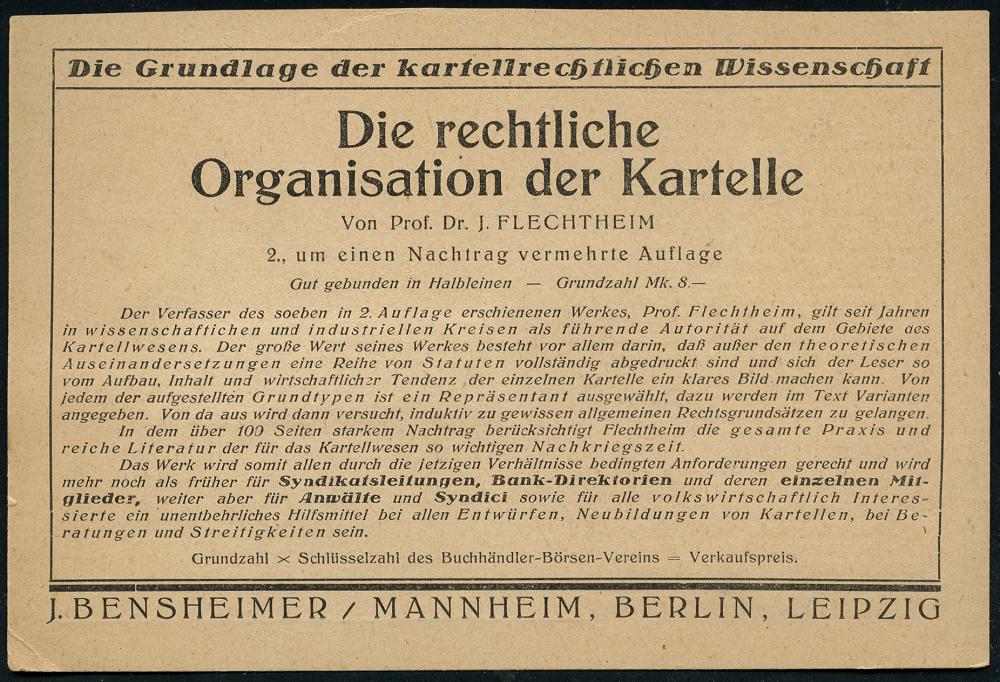 Die Grundlage der kartellrechtlichen Wissenschaft
Die rechtliche
Organisation der Kartelle
Von Prof. Dr. J. FLECHTHEIM
2., um einen Nachtrag vermehrte Auflage
Gut gebunden in Halbleinen — Grundzahl Mk. 8.—
Der Verfasser des soeben in 2. Auflage erschienenen Werkes, Prof. Flechtheim, gilt seit Jahren
in wissenschaftichen und industriellen Kreisen als führende Autorität auf dem Gebiete des
Kartellwesens. Der große Wert seines Werkes besteht vor allem darin, daß außer den theoretischen
Auseinandersetzungen eine Reihe von Statuten vollständig abgedruckt sind und sich der Leser so
vom Aufbau, Inhalt und wirtschaftlicher Tendenz der einzelnen Kartelle ein klares Bild machen kann. Von
jedem der aufgestellten Grundtypen ist ein Repräsentant ausgewählt, dazu werden im Text Varianten
angegeben. Von da aus wird dann versucht, induktiv zu gewissen allgemeinen Rechtsgrundsätzen zu gelangen.
In dem über 100 Seiten starkem Nachtrag berücksichtigt Flechtheim die gesamte Praxis und
reiche Literatur der für das Kartellwesen so wichtigen Nachkriegszeit.
Das Werk wird somit allen durch die jetzigen Verhältnisse bedingten Anforderungen gerecht und wird
mehr noch als früher für Syndikatsleitungen, Bank-Direktorien und deren einzelnen Mit-
glieder, weiter aber für Anwälte und Syndici sowie für alle volkswirtschaftlich Interes-
sierte ein unentbehrliches Hilfsmittel bei allen Entwürfen, Neubildungen von Kartellen, bei Be-
ratungen und Streitigkeiten sein.
Grundzahl × Schlüsselzahl des Buchhändler-Börsen-Vereins = Verkaufspreis.
J. BENSHEIMER / MANNHEIM, BERLIN, LEIPZIG